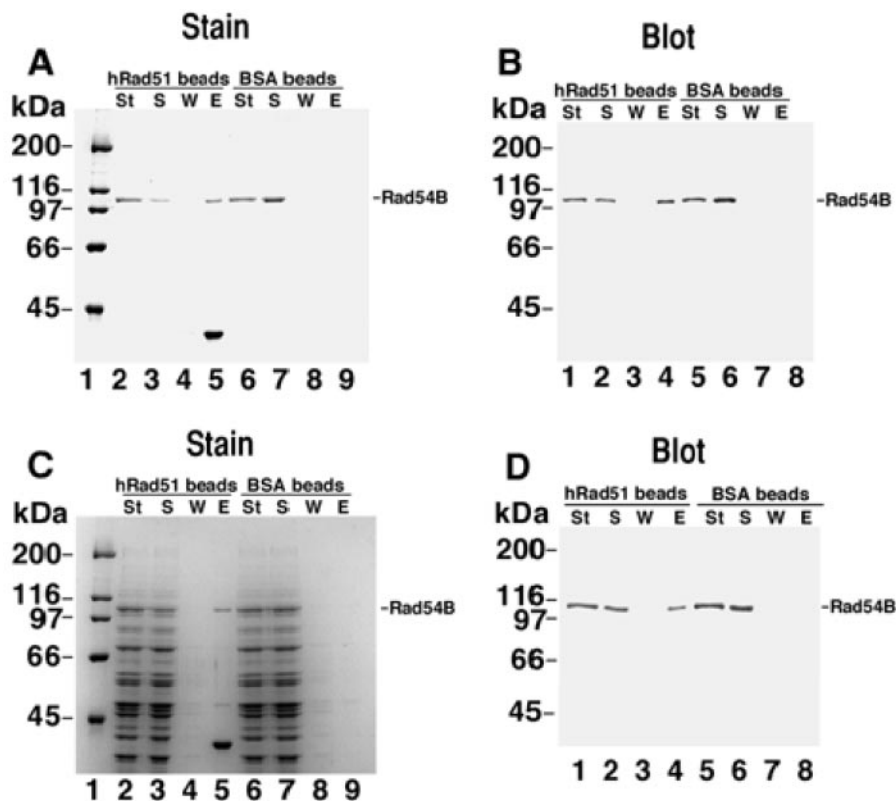 Stain
A
hRad51 beads BSA beads
kDa St S W E St S W E
200-
116-
97-
66-
45-
-Rad54B
1 2 3 4 5 6 7 8 9
Blot
B
hRad51 beads BSA beads
kDa St S W E St S W E
200-
116-
97-
66-
45-
-Rad54B
1 2 3 4 5 6 7 8
Stain
C
hRad51 beads BSA beads
kDa St S W E St S W E
200-
116-
97-
66-
45-
-Rad54B
1 2 3 4 5 6 7 8 9
Blot
D
hRad51 beads BSA beads
kDa St S W E St S W E
200-
116-
97-
66-
45-
-Rad54B
1 2 3 4 5 6 7 8